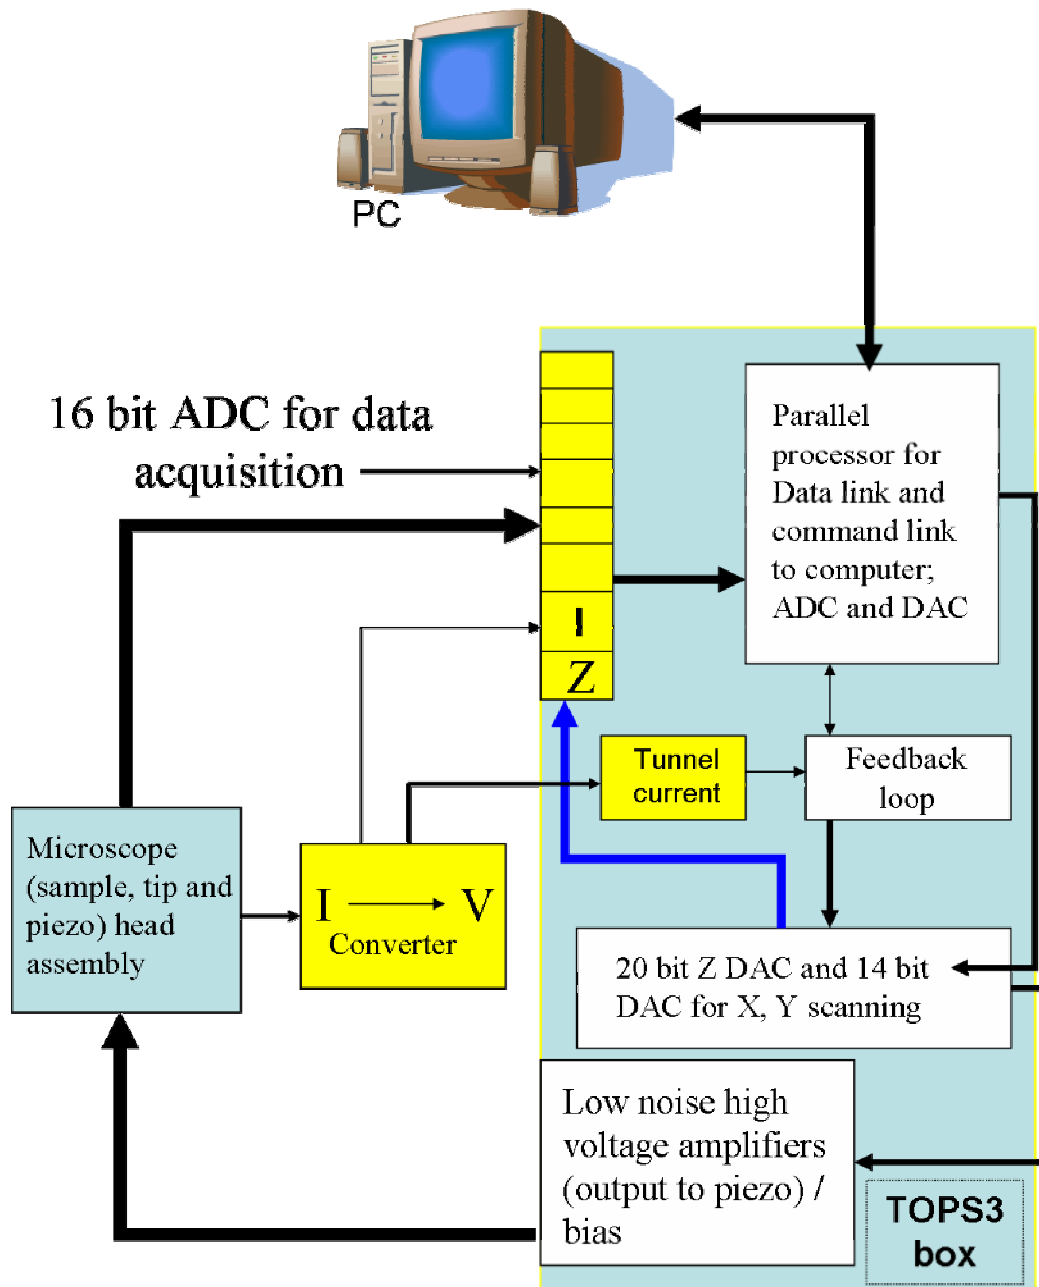 PC
16 bit ADC for data
acquisition
Parallel
processor for
Data link and
command link
to computer;
ADC and DAC
I
Z
Tunnel
current
Feedback
loop
Microscope
(sample, tip and
piezo) head
assembly
I V
Converter
20 bit Z DAC and 14 bit
DAC for X, Y scanning
Low noise high
voltage amplifiers
(output to piezo) /
bias
TOPS3
box